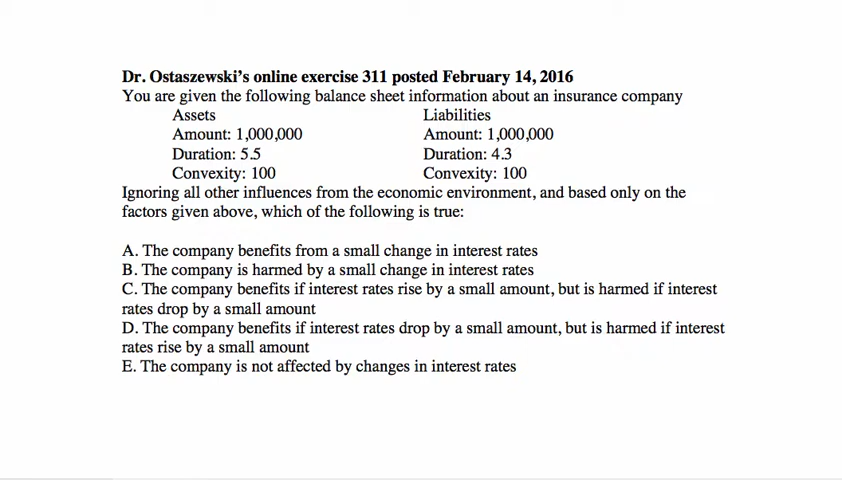 Dr. Ostaszewski's online exercise 311 posted February 14, 2016
You are given the following balance sheet information about an insurance company
Assets Liabilities
Amount: 1,000,000 Amount: 1,000,000
Duration: 5.5 Duration: 4.3
Convexity: 100 Convexity: 100
Ignoring all other influences from the economic environment, and based only on the
factors given above, which of the following is true:
A. The company benefits from a small change in interest rates
B. The company is harmed by a small change in interest rates
C. The company benefits if interest rates rise by a small amount, but is harmed if interest
rates drop by a small amount
D. The company benefits if interest rates drop by a small amount, but is harmed if interest
rates rise by a small amount
E. The company is not affected by changes in interest rates